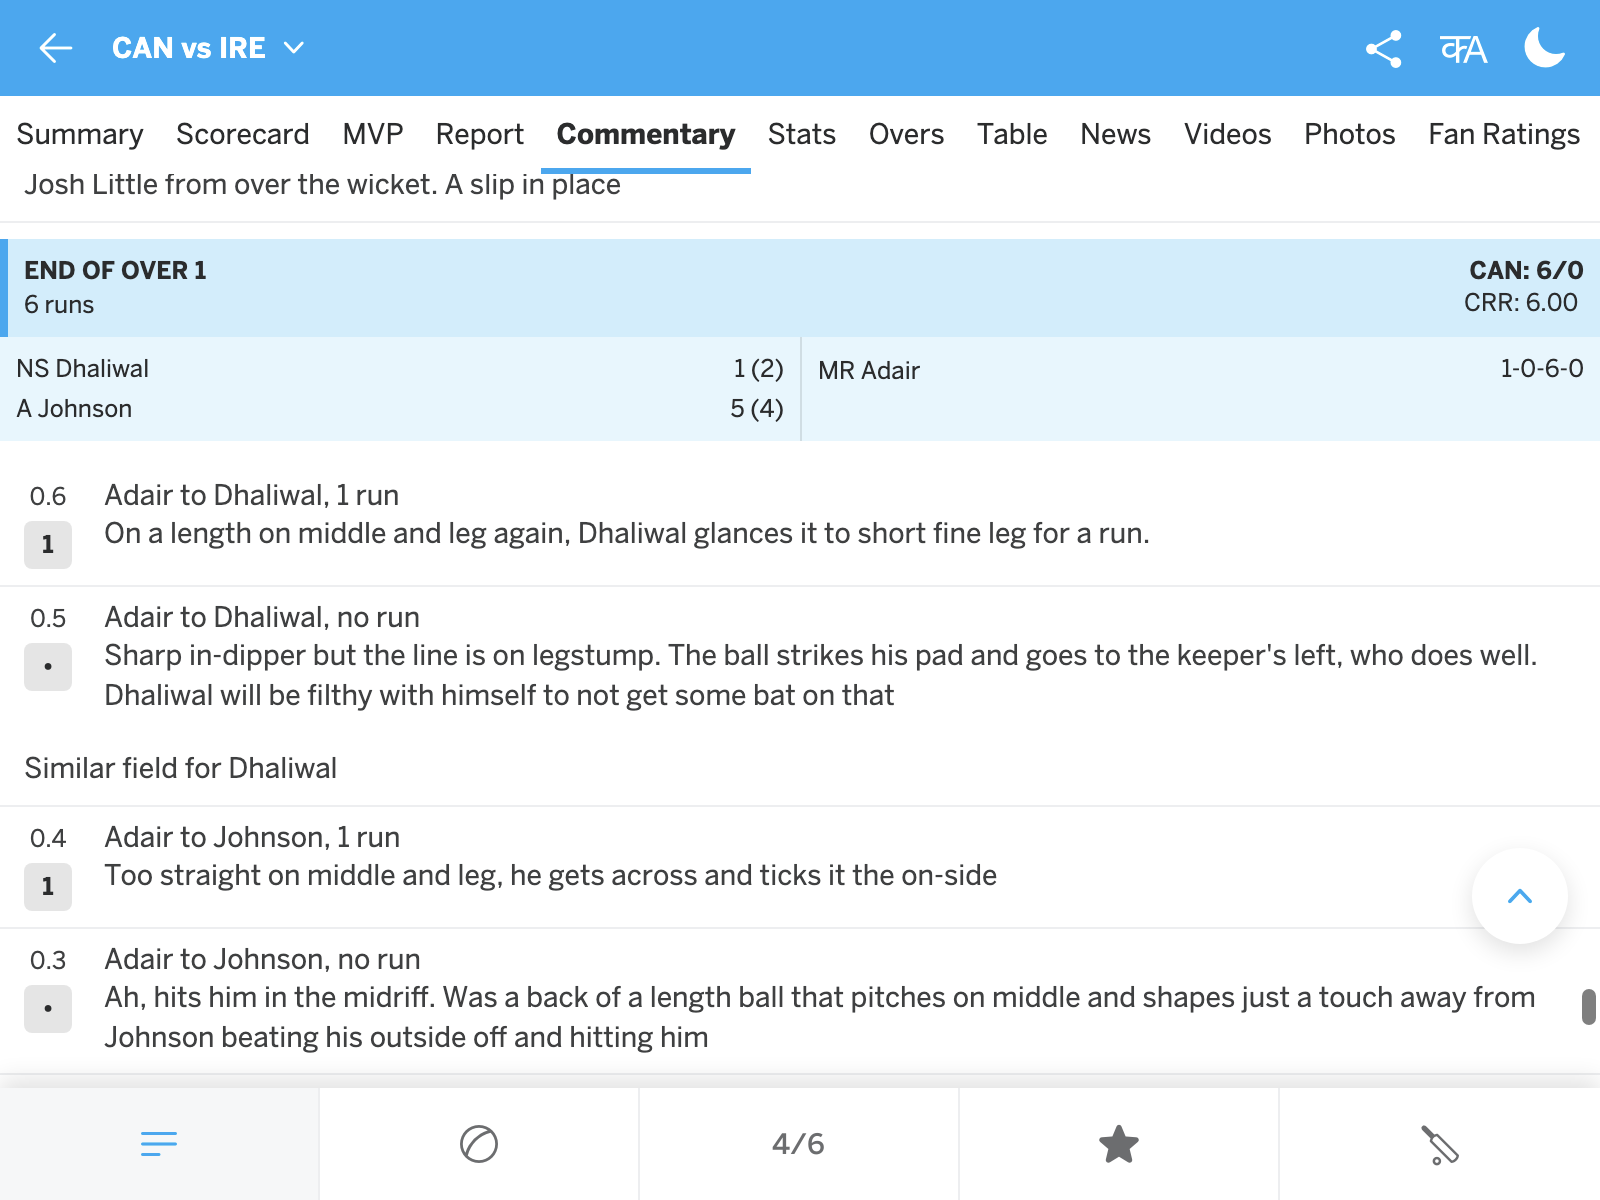 CAN vs IRE
क A
Summary Scorecard MVP Report Commentary Stats Overs Table News Videos Photos Fan Ratings
Josh Little from over the wicket. A slip in place
END OF OVER 1 CAN: 6/0
6 runs CRR: 6.00
NS Dhaliwal 1 (2) MR Adair 1-0-6-0
A Johnson 5 (4)
0.6 Adair to Dhaliwal, 1 run
1 On a length on middle and leg again, Dhaliwal glances it to short fine leg for a run.
0.5 Adair to Dhaliwal, no run
• Sharp in-dipper but the line is on legstump. The ball strikes his pad and goes to the keeper's left, who does well.
Dhaliwal will be filthy with himself to not get some bat on that
Similar field for Dhaliwal
0.4 Adair to Johnson, 1 run
1 Too straight on middle and leg, he gets across and ticks it the on-side
0.3 Adair to Johnson, no run
• Ah, hits him in the midriff. Was a back of a length ball that pitches on middle and shapes just a touch away from
Johnson beating his outside off and hitting him
4/6